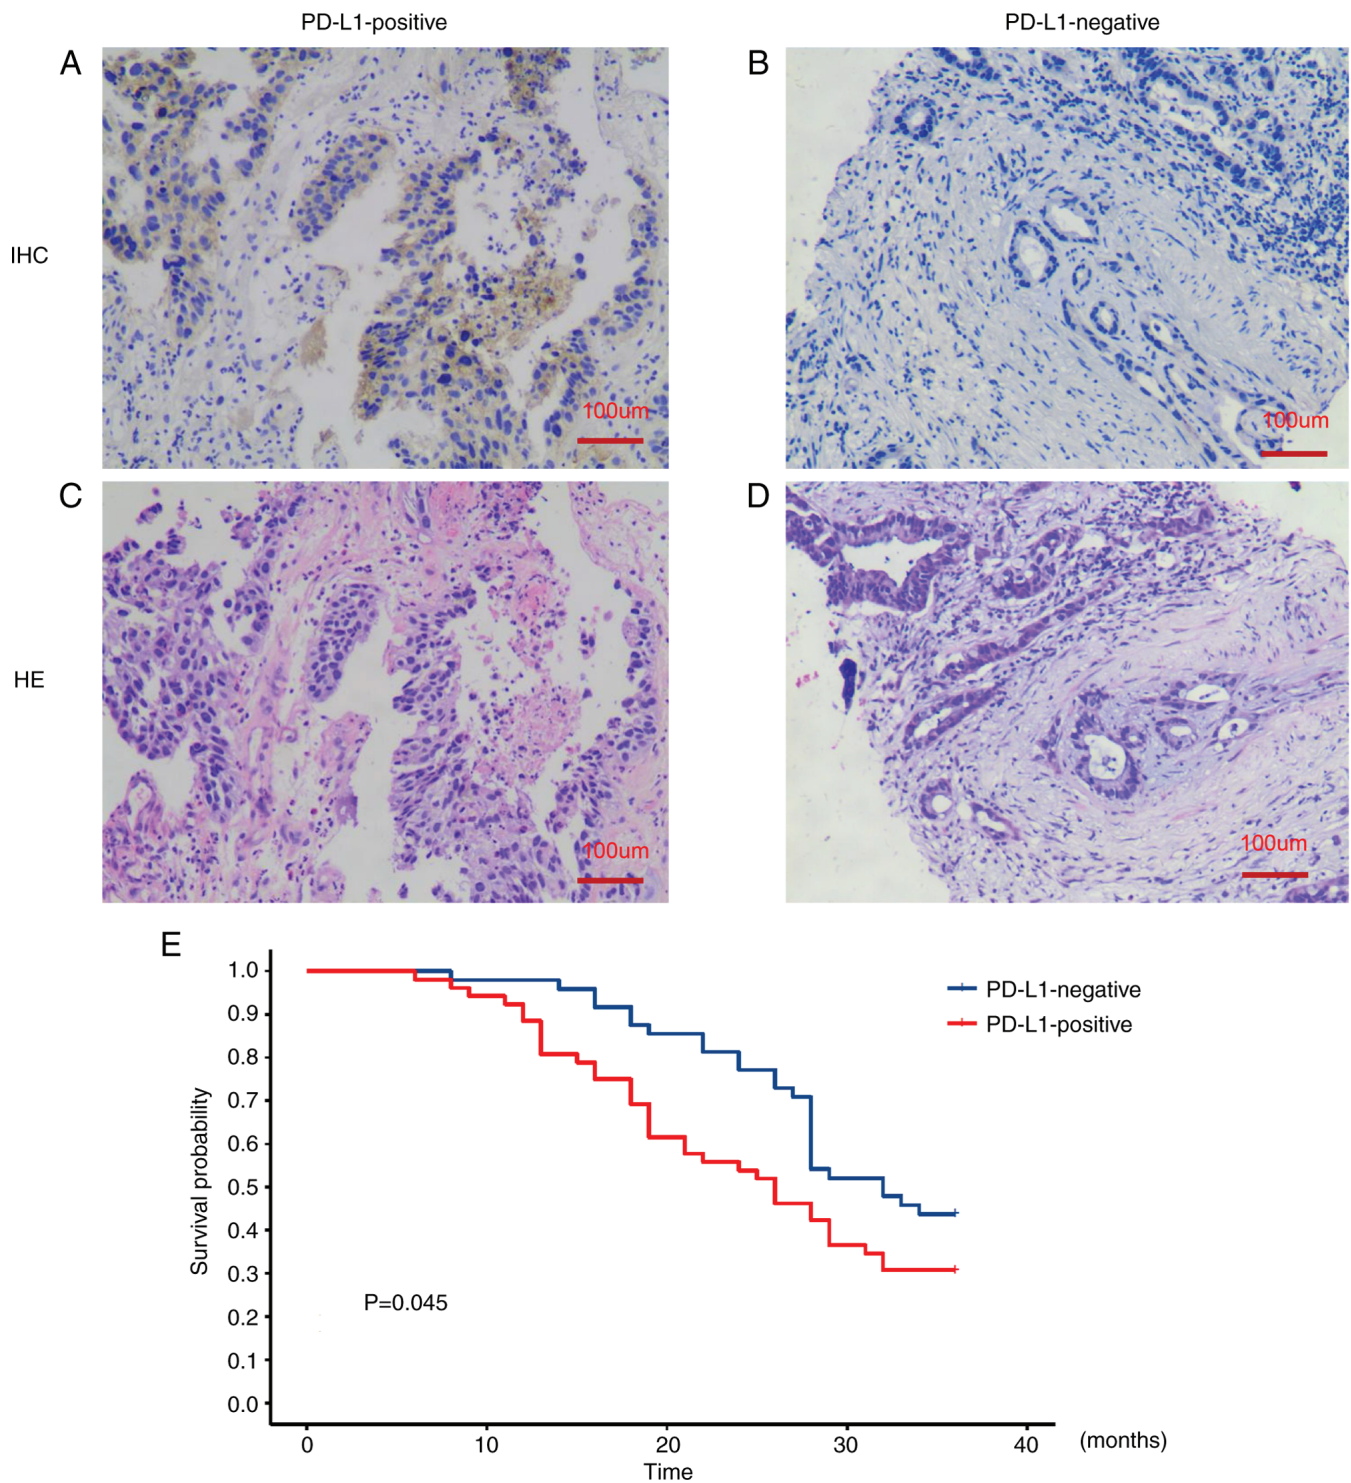 PD-L1-positive
PD-L1-negative
A
B
IHC
100um
100um
C
D
HE
100um
100um
E
1.0
0.9
0.8
0.7
0.6
0.5
0.4
0.3
0.2
0.1
0.0
Survival probability
PD-L1-negative
PD-L1-positive
P=0.045
0
10
20
30
40
(months)
Time